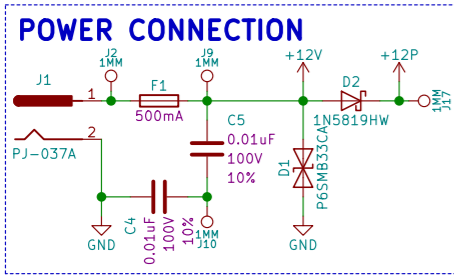 POWER CONNECTION
J1
J2
1MM
J9
1MM
+12V
+12P
F1
500mA
D2
1N5819HW
1MM
J17
1
2
PJ-037A
C5
0.01uF
100V
10%
D1
P6SMB33CA
C4
0.01uF
100V
10%
1MM
J10
GND
GND